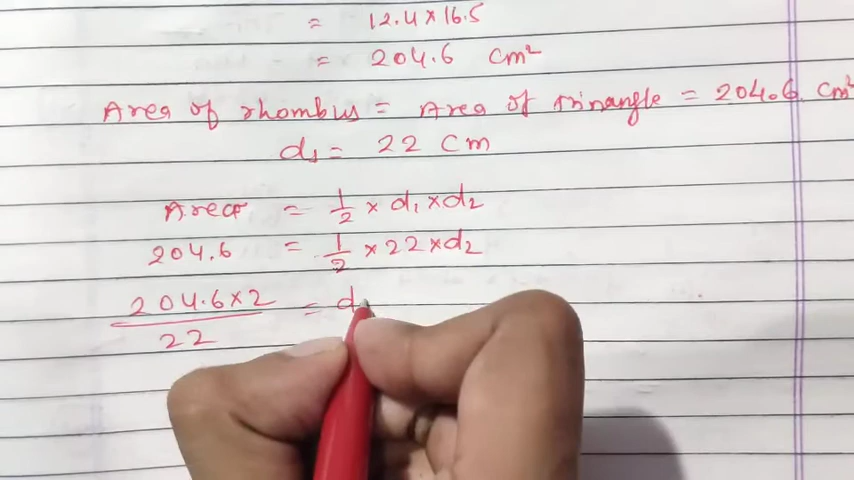 = 12.4 × 16.5
= 204.6 cm²
Area of rhombus = Area of trinangle = 204.6 cm²
d₁ = 22 cm
Area = 1/2 × d₁ × d₂
204.6 = 1/2 × 22 × d₂
204.6 × 2 / 22 = d